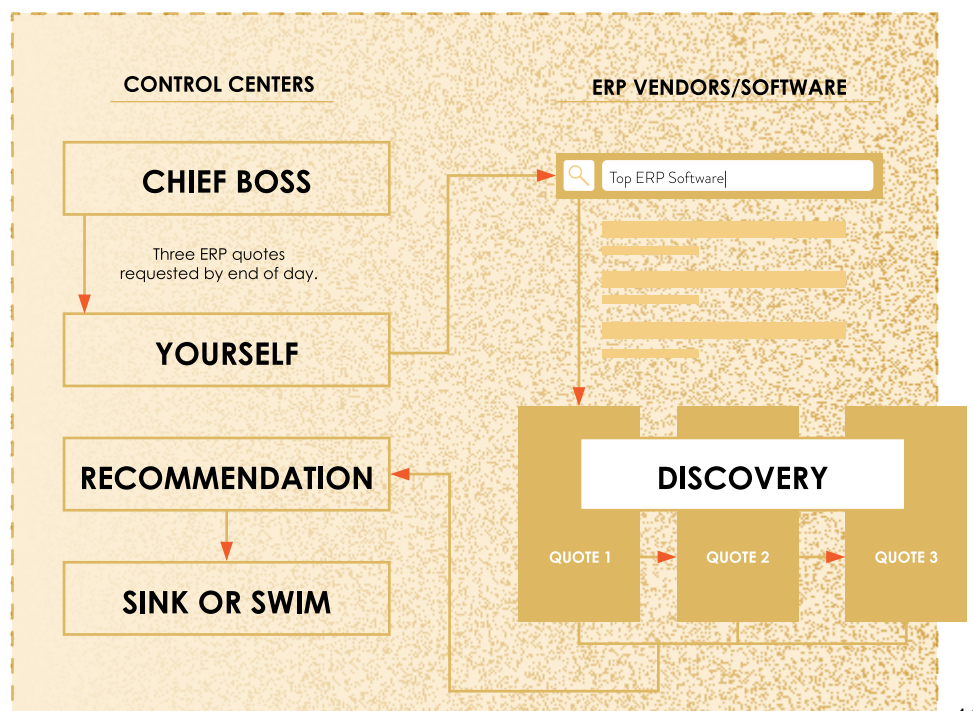 CONTROL CENTERS
ERP VENDORS/SOFTWARE
CHIEF BOSS
Top ERP Software
Three ERP quotes
requested by end of day.
YOURSELF
RECOMMENDATION
DISCOVERY
QUOTE 1
QUOTE 2
QUOTE 3
SINK OR SWIM